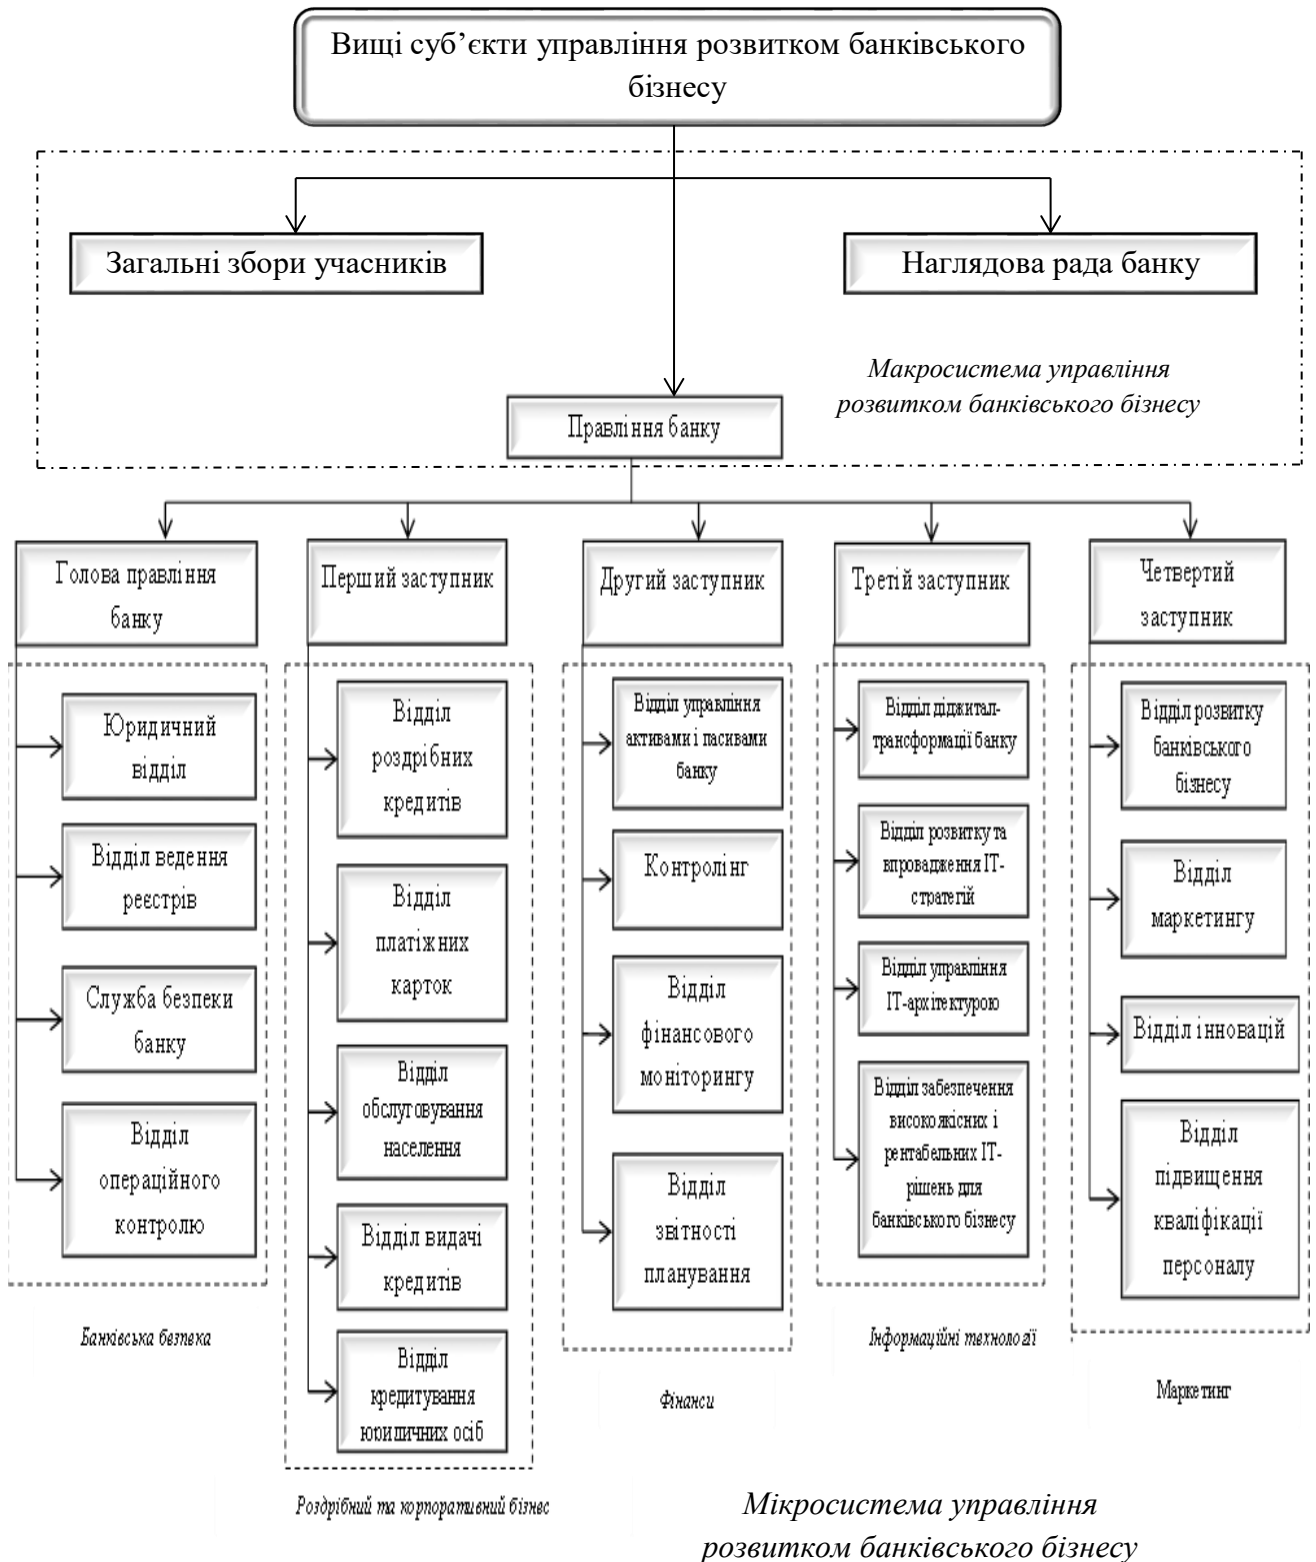 Вищі суб’єкти управління розвитком банківського
бізнесу
Загальні збори учасників
Наглядова рада банку
Макросистема управління
розвитком банківського бізнесу
Правління банку
Голова правління
банку
Перший заступник
Другий заступник
Третій заступник
Четвертий
заступник
Юридичний
відділ
Відділ ведення
реєстрів
Служба безпеки
банку
Відділ
операційного
контролю
Банківська безпека
Відділ
роздрібних
кредитів
Відділ
платіжних
карток
Відділ
обслуговування
населення
Відділ видачі
кредитів
Відділ
кредитування
юридичних осіб
Роздрібний та корпоративний бізнес
Відділ управління
активами і пасивами
банку
Контролінг
Відділ
фінансового
моніторингу
Відділ
звітності
планування
Фінанси
Відділ діджитал-
трансформації банку
Відділ розвитку та
впровадження ІТ-
стратегій
Відділ управління
ІТ-архітектурою
Відділ забезпечення
високоякісних і
рентабельних ІТ-
рішень для
банківського бізнесу
Інформаційні технології
Відділ розвитку
банківського
бізнесу
Відділ
маркетингу
Відділ інновацій
Відділ
підвищення
кваліфікації
персоналу
Маркетинг
Мікросистема управління
розвитком банківського бізнесу